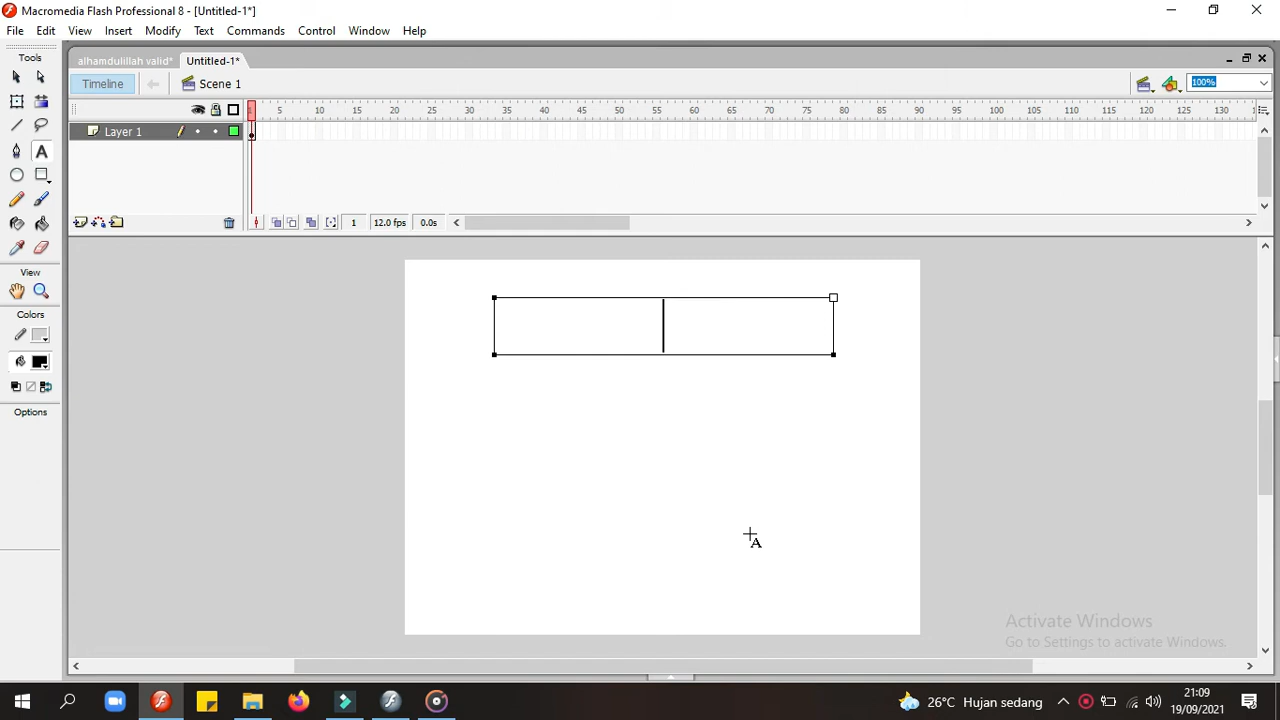 Macromedia Flash Professional 8 - [Untitled-1*]
File Edit View Insert Modify Text Commands Control Window Help
Tools
alhamdulillah valid* Untitled-1*
Timeline Scene 1 100%
1 5 10 15 20 25 30 35 40 45 50 55 60 65 70 75 80 85 90 95 100 105 110 115 120 125 130
Layer 1
1 12.0 fps 0.0s
View
Colors
Options
A
Activate Windows
Go to Settings to activate Windows.
26°C Hujan sedang
21:09
19/09/2021